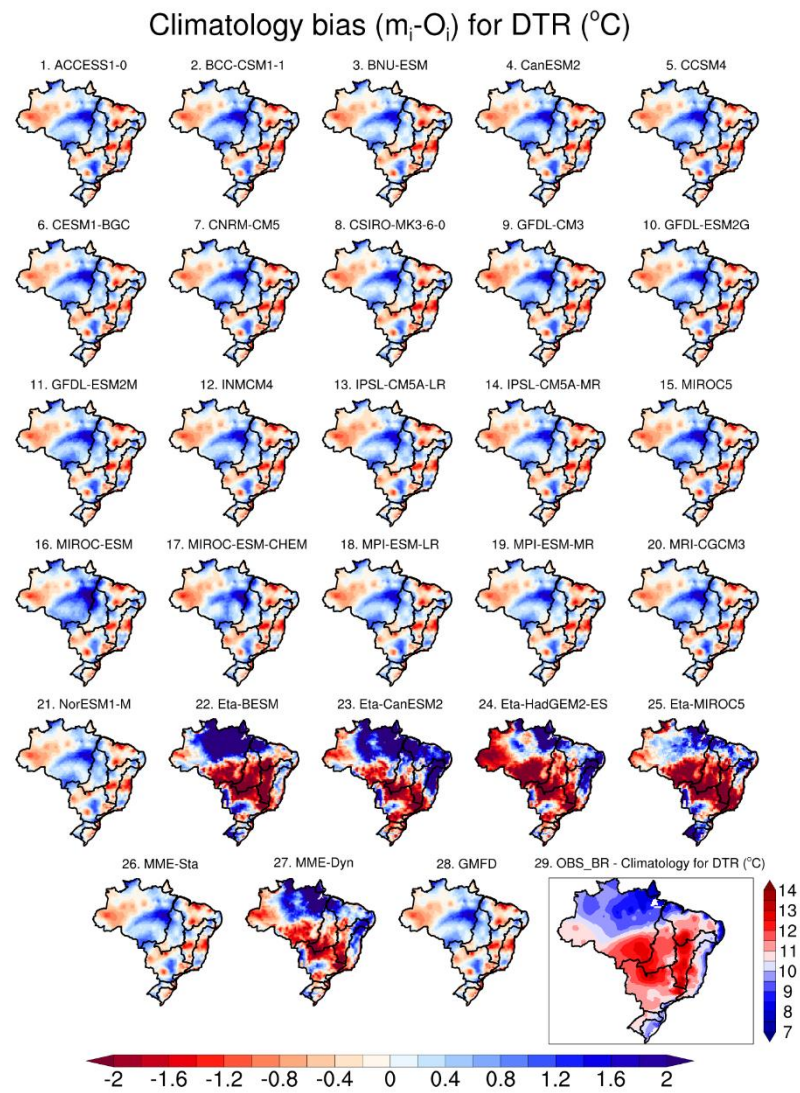 Climatology bias (mi-Oi) for DTR (oC)
1. ACCESS1-0 2. BCC-CSM1-1 3. BNU-ESM 4. CanESM2 5. CCSM4
6. CESM1-BGC 7. CNRM-CM5 8. CSIRO-MK3-6-0 9. GFDL-CM3 10. GFDL-ESM2G
11. GFDL-ESM2M 12. INMCM4 13. IPSL-CM5A-LR 14. IPSL-CM5A-MR 15. MIROC5
16. MIROC-ESM 17. MIROC-ESM-CHEM 18. MPI-ESM-LR 19. MPI-ESM-MR 20. MRI-CGCM3
21. NorESM1-M 22. Eta-BESM 23. Eta-CanESM2 24. Eta-HadGEM2-ES 25. Eta-MIROC5
26. MME-Sta 27. MME-Dyn 28. GMFD 29. OBS_BR - Climatology for DTR (oC)
14
13
12
11
10
9
8
7
-2 -1.6 -1.2 -0.8 -0.4 0 0.4 0.8 1.2 1.6 2